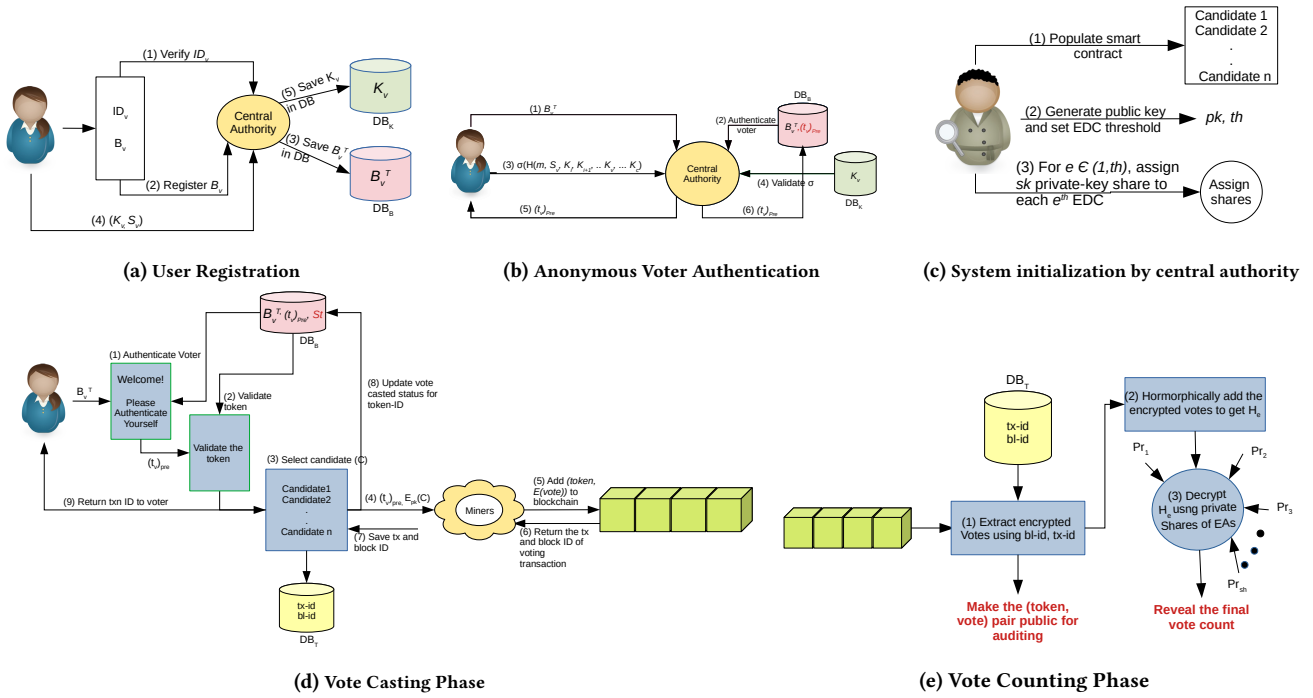 (1) Verify ID_v
ID_v
B_v
Central
Authority
(5) Save K_v
in DB
K_v
DB_K
(3) Save B_v^T
in DB
B_v^T
DB_B
(2) Register B_v
(4) (K_v, S_v)
(a) User Registration
(1) B_v^T
(2) Authenticate
voter
DB_B
B_v^T,(t_v)_Pre
(3) σ(H(m, S_v, K_i, K_i+1, .. K_v, ... K_c)
Central
Authority
(4) Validate σ
K_v
DB_K
(5) (t_v)_Pre
(6) (t_v)_Pre
(b) Anonymous Voter Authentication
(1) Populate smart
contract
Candidate 1
Candidate 2
.
.
Candidate n
(2) Generate public key
and set EDC threshold
pk, th
(3) For e Є (1,th), assign
sk private-key share to
each e^th EDC
Assign
shares
(c) System initialization by central authority
B_v^T, (t_v)_Pre, St
DB_B
(1) Authenticate Voter
Welcome!
Please
Authenticate
Yourself
B_v^T
(t_v)_pre
(2) Validate
token
Validate the
token
(8) Update vote
casted status for
token-ID
(3) Select candidate (C)
Candidate1
Candidate2
.
.
Candidate n
(9) Return txn ID to voter
(4) (t_v)_pre, E_pk(C)
Miners
(5) Add (token,
E(vote)) to
blockchain
(6) Return the tx
and block ID of
voting
transaction
(7) Save tx and
block ID
tx-id
bl-id
DB_T
(d) Vote Casting Phase
DB_T
tx-id
bl-id
(1) Extract encrypted
Votes using bl-id, tx-id
Make the (token,
vote) pair public for
auditing
(2) Hormorphically add the
encrypted votes to get H_e
Pr_1
Pr_2
(3) Decrypt
H_e usng private
Shares of EAs
Pr_3
Pr_sh
Reveal the final
vote count
(e) Vote Counting Phase